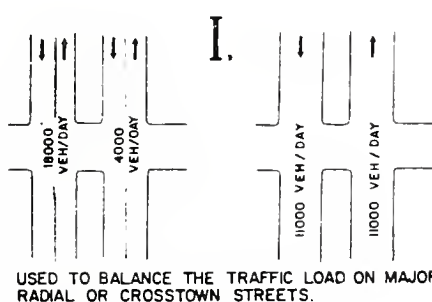 I.
18000
VEH/DAY
4000
VEH/DAY
11000 VEH/DAY
11000 VEH/DAY
USED TO BALANCE THE TRAFFIC LOAD ON MAJOR
RADIAL OR CROSSTOWN STREETS.